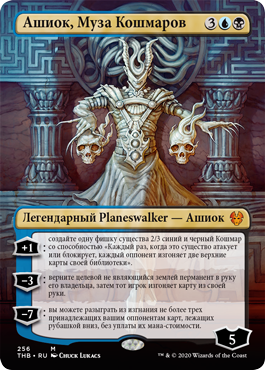 Ашиок, Муза Кошмаров 3
Легендарный Planeswalker — Ашиок
+1 создайте одну фишку существа 2/3 синий и черный Кошмар
со способностью «Каждый раз, когда это существо атакует
или блокирует, каждый оппонент изгоняет две верхние
карты своей библиотеки».
-3 верните целевой не являющийся землей перманент в руку
его владельца, затем тот игрок изгоняет карту из своей
руки.
-7 вы можете разыграть из изгнания не более трех
принадлежащих вашим оппонентам карт, лежащих
рубашкой вниз, без уплаты их мана-стоимости.
5
256 M
THB • RU CHUCK LUKACS
™ & © 2020 Wizards of the Coast